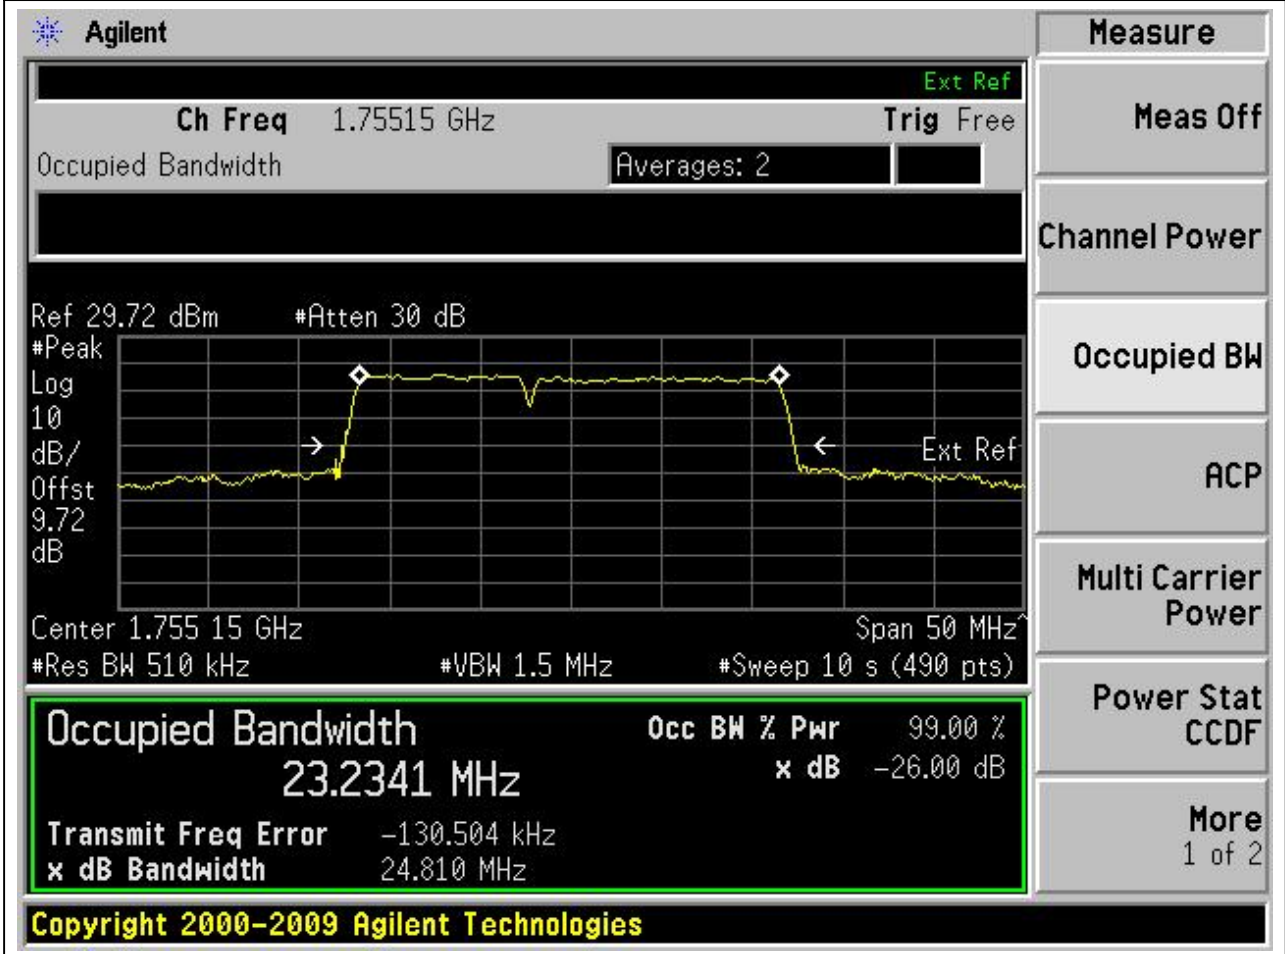 Agilent
Measure
Ext Ref
Ch Freq 1.75515 GHz Trig Free
Meas Off
Occupied Bandwidth Averages: 2
Channel Power
Ref 29.72 dBm #Atten 30 dB
#Peak
Log
10
dB/
Offst
9.72
dB
Ext Ref
Occupied BW
ACP
Center 1.755 15 GHz Span 50 MHz^
#Res BW 510 kHz #VBW 1.5 MHz #Sweep 10 s (490 pts)
Multi Carrier
Power
Occupied Bandwidth Occ BW % Pwr 99.00 %
23.2341 MHz x dB -26.00 dB
Transmit Freq Error -130.504 kHz
x dB Bandwidth 24.810 MHz
Power Stat
CCDF
More
1 of 2
Copyright 2000-2009 Agilent Technologies